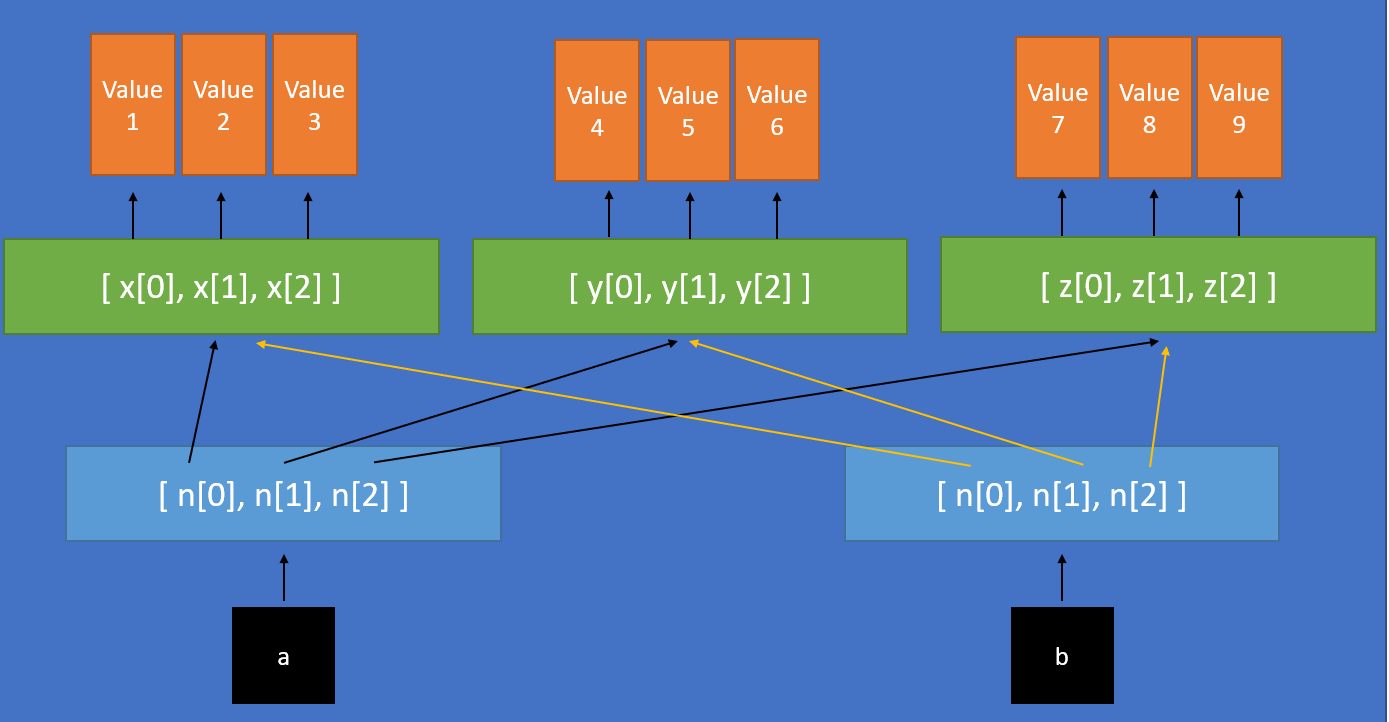 Value
1
Value
2
Value
3
Value
4
Value
5
Value
6
Value
7
Value
8
Value
9
[ x[0], x[1], x[2] ]
[ y[0], y[1], y[2] ]
[ z[0], z[1], z[2] ]
[ n[0], n[1], n[2] ]
[ n[0], n[1], n[2] ]
a
b